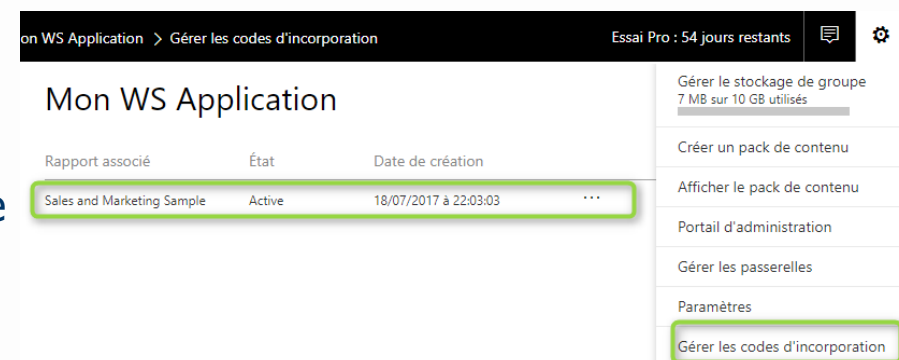 on WS Application > Gérer les codes d'incorporation Essai Pro : 54 jours restants
Mon WS Application
Rapport associé État Date de création
Sales and Marketing Sample Active 18/07/2017 à 22:03:03 ...
e
Gérer le stockage de groupe
7 MB sur 10 GB utilisés
Créer un pack de contenu
Afficher le pack de contenu
Portail d'administration
Gérer les passerelles
Paramètres
Gérer les codes d'incorporation